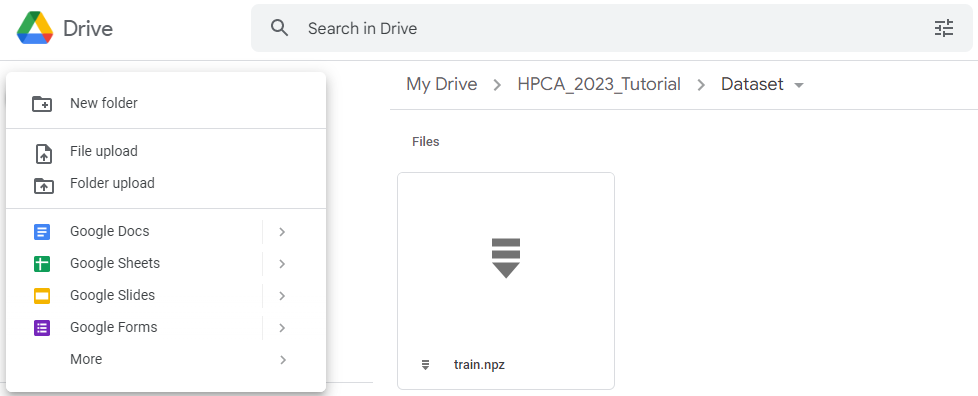 Drive
Search in Drive
My Drive > HPCA_2023_Tutorial > Dataset
New folder
File upload
Folder upload
Google Docs
Google Sheets
Google Slides
Google Forms
More
Files
train.npz